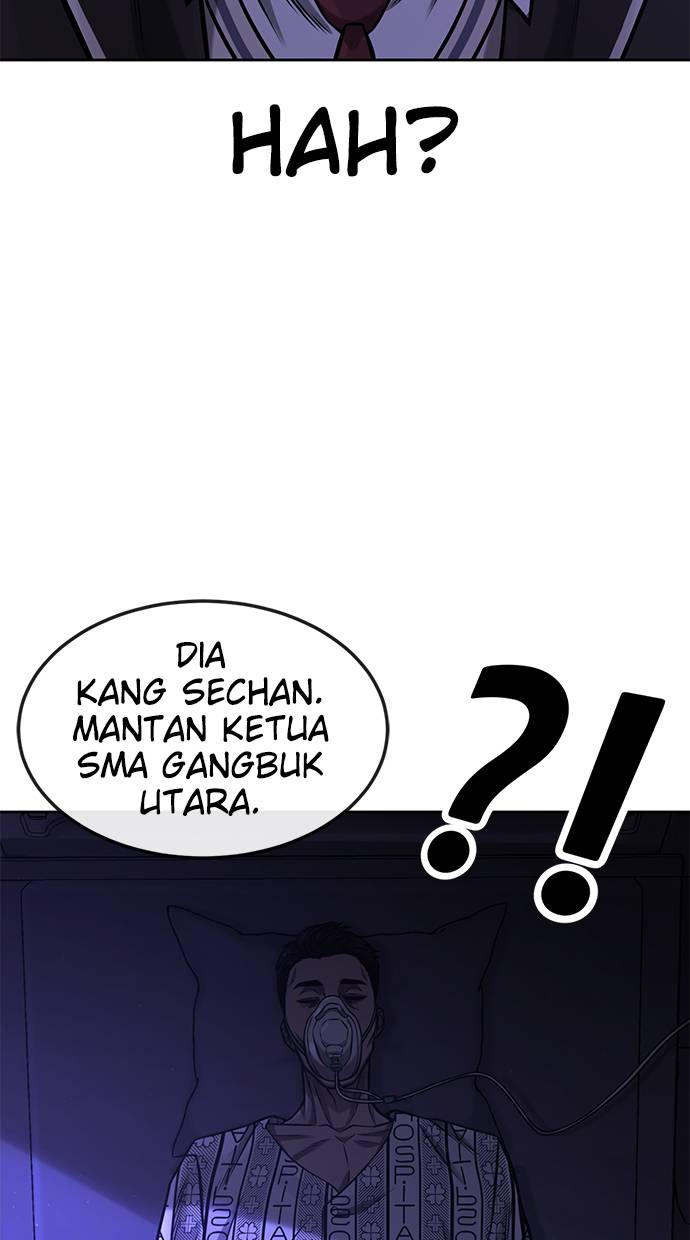 HAH?
DIA
KANG SECHAN.
MANTAN KETUA
SMA GANGBUK
UTARA.
?!